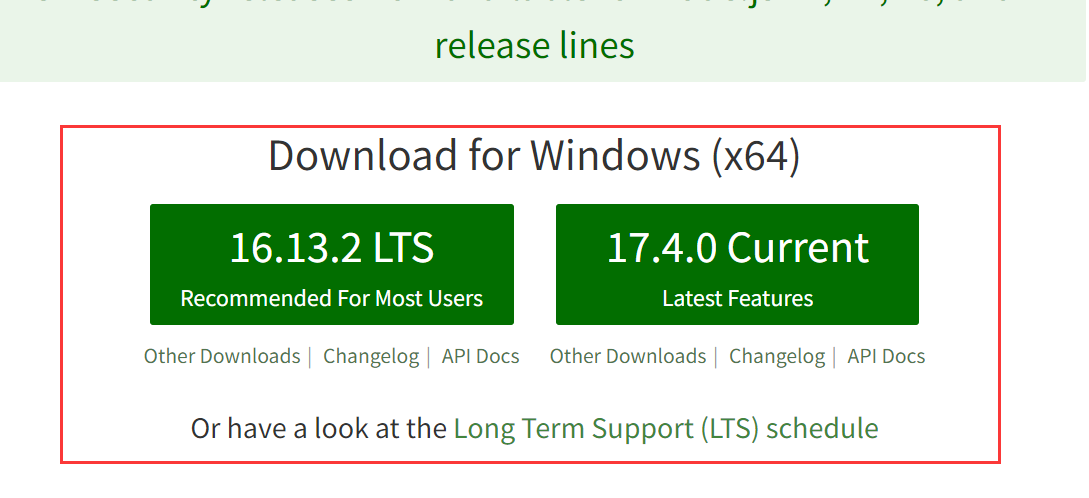 release lines
Download for Windows (x64)
16.13.2 LTS
Recommended For Most Users
17.4.0 Current
Latest Features
Other Downloads | Changelog | API Docs
Other Downloads | Changelog | API Docs
Or have a look at the Long Term Support (LTS) schedule